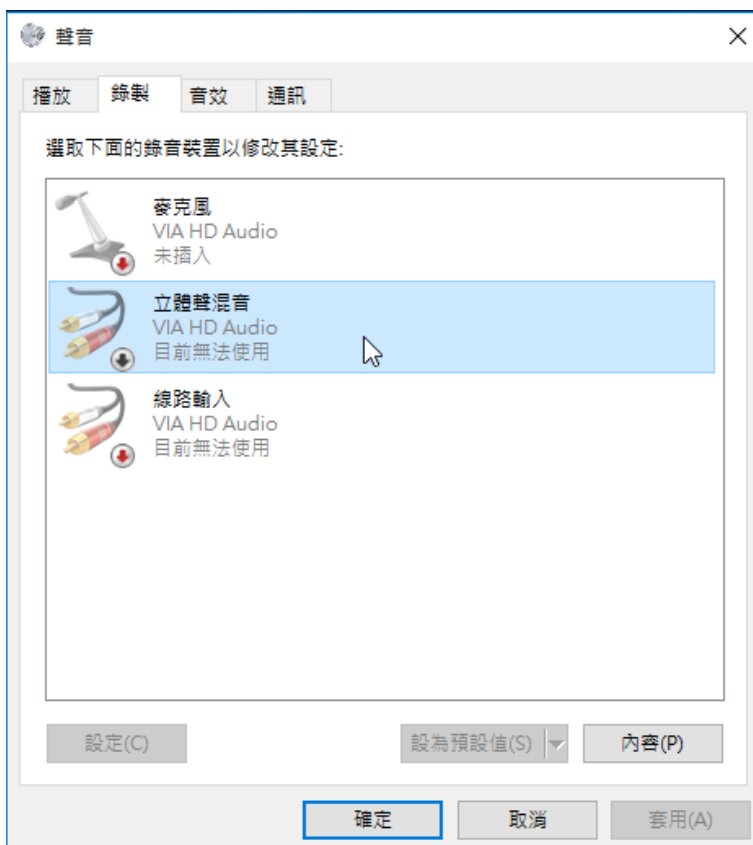 聲音
播放
錄製
音效
通訊
選取下面的錄音裝置以修改其設定:
麥克風
VIA HD Audio
未插入
立體聲混音
VIA HD Audio
目前無法使用
線路輸入
VIA HD Audio
目前無法使用
設定(C)
設為預設值(S)
內容(P)
確定
取消
套用(A)